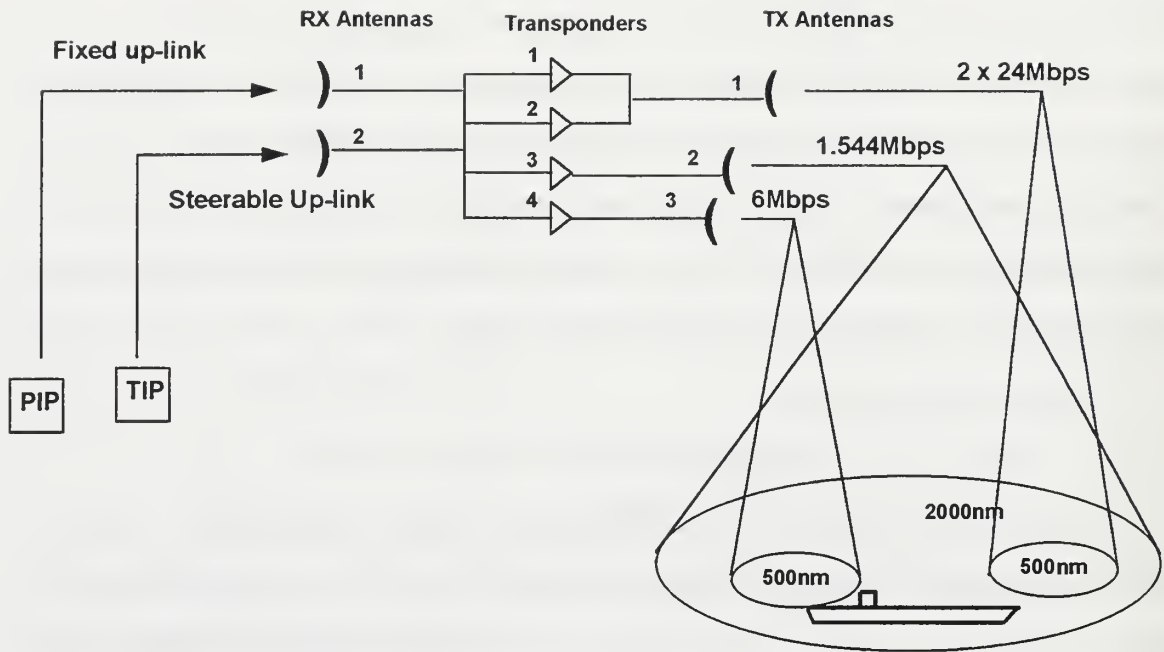 RX Antennas
Transponders
TX Antennas
Fixed up-link
1
1
1
2 x 24Mbps
2
2
1.544Mbps
3
2
Steerable Up-link
4
3
6Mbps
PIP
TIP
2000nm
500nm
500nm